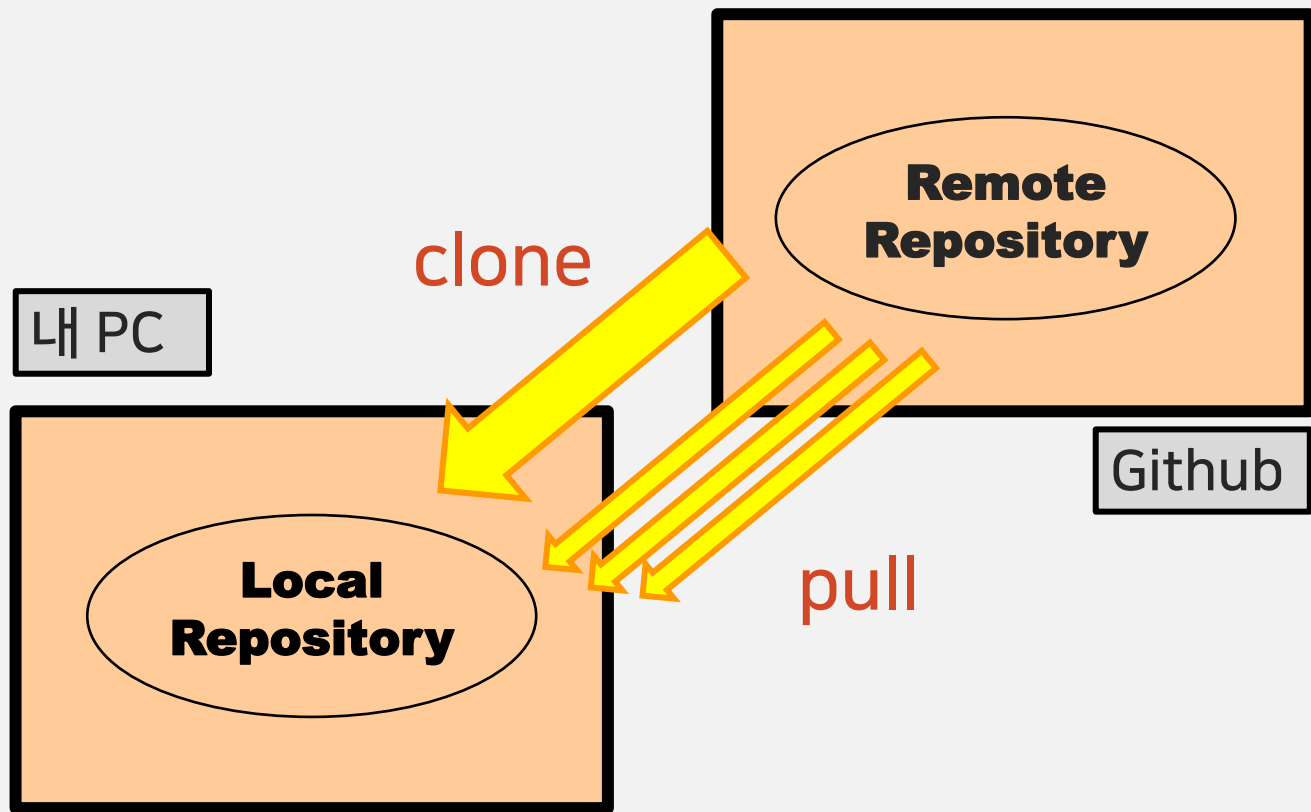 Remote
Repository
clone
내 PC
Github
Local
Repository
pull